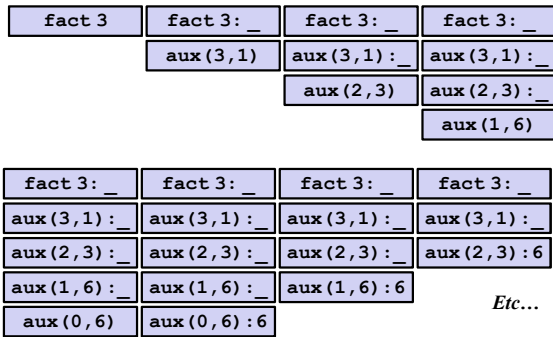 fact 3 fact 3: _ fact 3: _ fact 3: _
aux(3,1) aux(3,1):_ aux(3,1):_
aux(2,3) aux(2,3):_
aux(1,6)
fact 3: _ fact 3: _ fact 3: _ fact 3: _
aux(3,1):_ aux(3,1):_ aux(3,1):_ aux(3,1):_
aux(2,3):_ aux(2,3):_ aux(2,3):_ aux(2,3):6
aux(1,6):_ aux(1,6):_ aux(1,6):6
Etc…
aux(0,6) aux(0,6):6